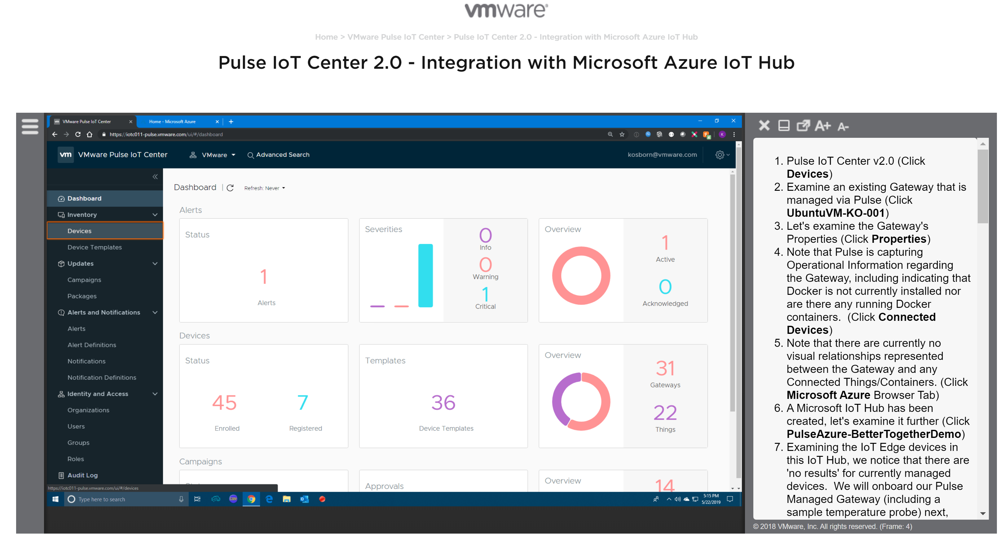 vmware
Home > VMware Pulse IoT Center > Pulse IoT Center 2.0 - Integration with Microsoft Azure IoT Hub
Pulse IoT Center 2.0 - Integration with Microsoft Azure IoT Hub
vm VMware Pulse IoT Center
Home - Microsoft Azure
https://iotc011-pulse.vmware.com/ui/#/dashboard
K
4
vm VMware Pulse IoT Center
VMware
Advanced Search
kosborn@vmware.com
Dashboard
Inventory
Devices
Device Templates
Updates
Campaigns
Packages
Alerts and Notifications
Alerts
Alert Definitions
Notifications
Notification Definitions
Identity and Access
Organizations
Users
Groups
Roles
Audit Log
https://iotc011-pulse.vmware.com/ui/#/devices
Dashboard | Refresh: Never
Alerts
Status
1
Alerts
Severities
0
Info
0
Warning
1
Critical
Overview
1
Active
0
Acknowledged
Devices
Status
45
Enrolled
7
Registered
Templates
36
Device Templates
Overview
31
Gateways
22
Things
Campaigns
Approvals
Overview
14
Type here to search
5:15 PM
5/22/2019
A+ A-
1. Pulse IoT Center v2.0 (Click
Devices)
2. Examine an existing Gateway that is
managed via Pulse (Click
UbuntuVM-KO-001)
3. Let's examine the Gateway's
Properties (Click Properties)
4. Note that Pulse is capturing
Operational Information regarding
the Gateway, including indicating that
Docker is not currently installed nor
are there any running Docker
containers.  (Click Connected
Devices)
5. Note that there are currently no
visual relationships represented
between the Gateway and any
Connected Things/Containers. (Click
Microsoft Azure Browser Tab)
6. A Microsoft IoT Hub has been
created, let's examine it further (Click
PulseAzure-BetterTogetherDemo)
7. Examining the IoT Edge devices in
this IoT Hub, we notice that there are
'no results' for currently managed
devices.  We will onboard our Pulse
Managed Gateway (including a
sample temperature probe) next,
© 2018 VMware, Inc. All rights reserved. (Frame: 4)